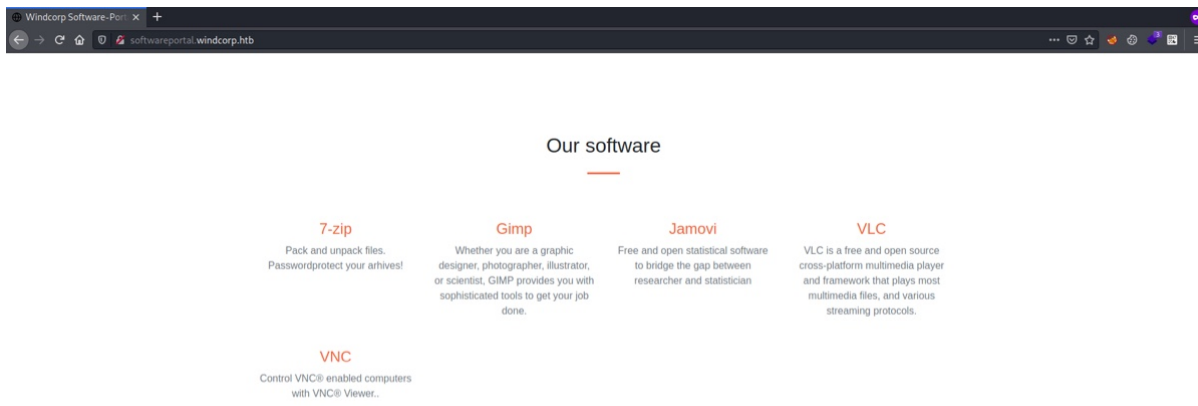 Windcorp Software-Port
softwareportal.windcorp.htb
Our software
7-zip
Pack and unpack files.
Passwordprotect your arhives!
Gimp
Whether you are a graphic
designer, photographer, illustrator,
or scientist, GIMP provides you with
sophisticated tools to get your job
done.
Jamovi
Free and open statistical software
to bridge the gap between
researcher and statistician
VLC
VLC is a free and open source
cross-platform multimedia player
and framework that plays most
multimedia files, and various
streaming protocols.
VNC
Control VNC® enabled computers
with VNC® Viewer..